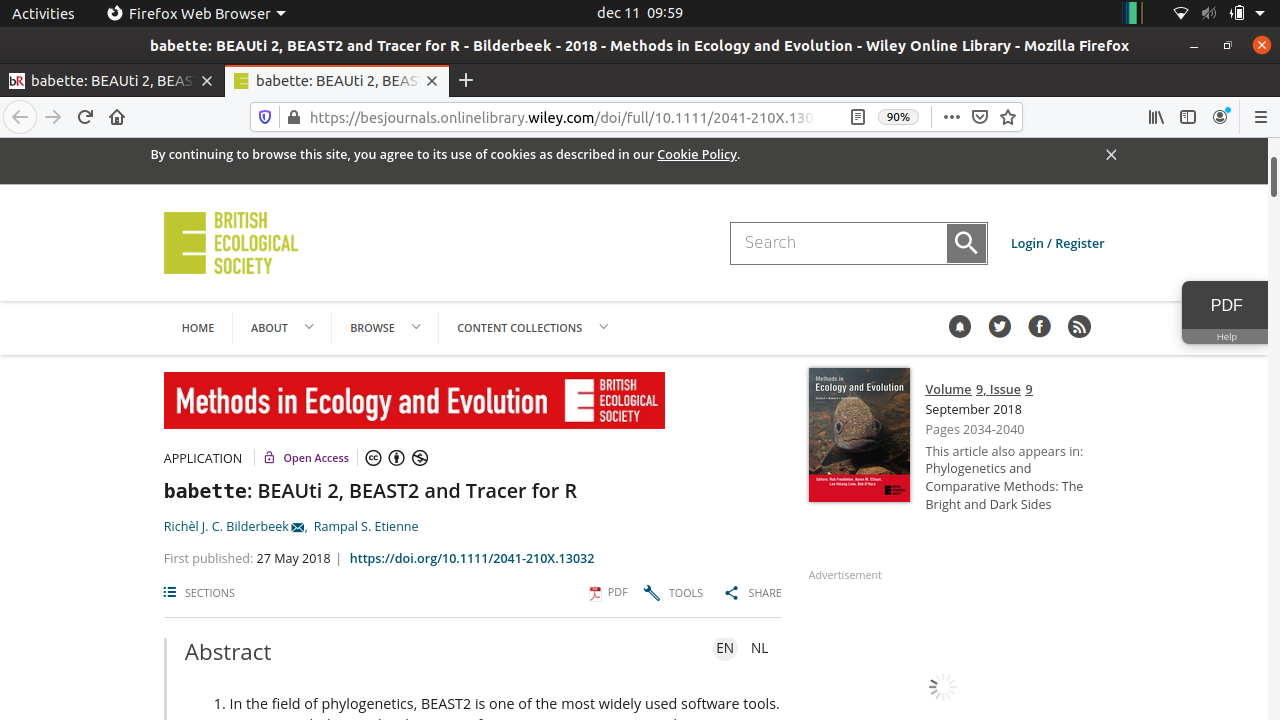 Activities
Firefox Web Browser
dec 11 09:59
babette: BEAUti 2, BEAST2 and Tracer for R - Bilderbeek - 2018 - Methods in Ecology and Evolution - Wiley Online Library - Mozilla Firefox
bR babette: BEAUti 2, BEAS
babette: BEAUti 2, BEAS
https://besjournals.onlinelibrary.wiley.com/doi/full/10.1111/2041-210X.130
90%
By continuing to browse this site, you agree to its use of cookies as described in our Cookie Policy.
BRITISH
ECOLOGICAL
SOCIETY
Search
Login / Register
PDF
Help
HOME
ABOUT
BROWSE
CONTENT COLLECTIONS
Methods in Ecology and Evolution
BRITISH
ECOLOGICAL
SOCIETY
Methods in
Ecology and Evolution
Volume 9, Issue 9
September 2018
Pages 2034-2040
This article also appears in:
Phylogenetics and
Comparative Methods: The
Bright and Dark Sides
APPLICATION
Open Access
babette: BEAUti 2, BEAST2 and Tracer for R
Richèl J. C. Bilderbeek, Rampal S. Etienne
First published: 27 May 2018 | https://doi.org/10.1111/2041-210X.13032
SECTIONS
PDF
TOOLS
SHARE
Advertisement
Abstract
EN
NL
1. In the field of phylogenetics, BEAST2 is one of the most widely used software tools.